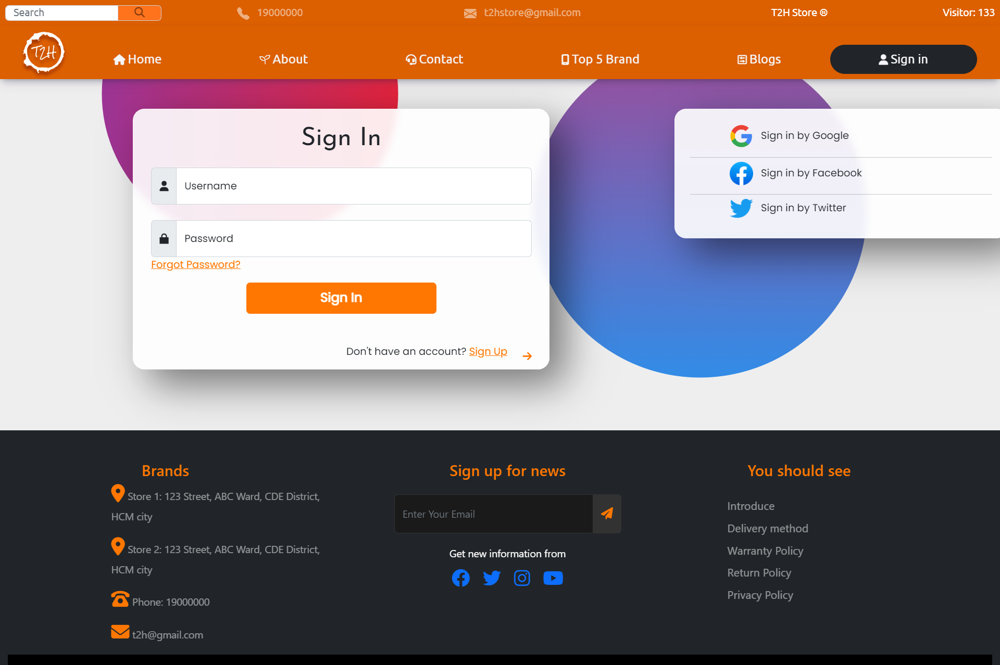 Search
19000000
t2hstore@gmail.com
T2H Store ®
Visitor: 133
T2H
Home
About
Contact
Top 5 Brand
Blogs
Sign in
Sign In
Username
Password
Forgot Password?
Sign In
Don't have an account? Sign Up
Sign in by Google
Sign in by Facebook
Sign in by Twitter
Brands
Store 1: 123 Street, ABC Ward, CDE District,
HCM city
Store 2: 123 Street, ABC Ward, CDE District,
HCM city
Phone: 19000000
t2h@gmail.com
Sign up for news
Enter Your Email
Get new information from
You should see
Introduce
Delivery method
Warranty Policy
Return Policy
Privacy Policy